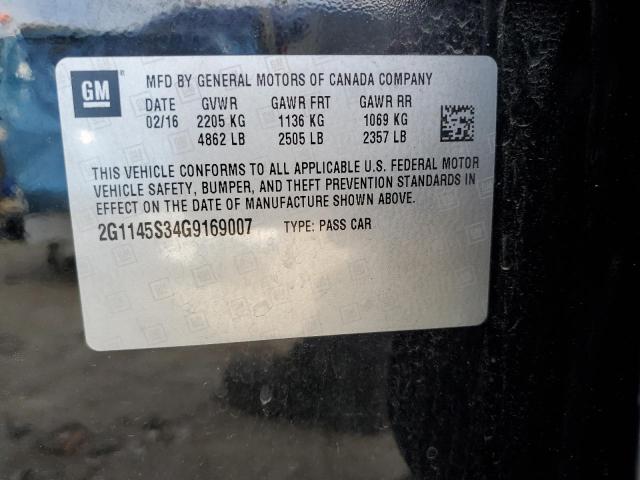 GM
MFD BY GENERAL MOTORS OF CANADA COMPANY
DATE GVWR GAWR FRT GAWR RR
02/16 2205 KG 1136 KG 1069 KG
4862 LB 2505 LB 2357 LB
THIS VEHICLE CONFORMS TO ALL APPLICABLE U.S. FEDERAL MOTOR
VEHICLE SAFETY, BUMPER, AND THEFT PREVENTION STANDARDS IN
EFFECT ON THE DATE OF MANUFACTURE SHOWN ABOVE.
2G1145S34G9169007 TYPE: PASS CAR